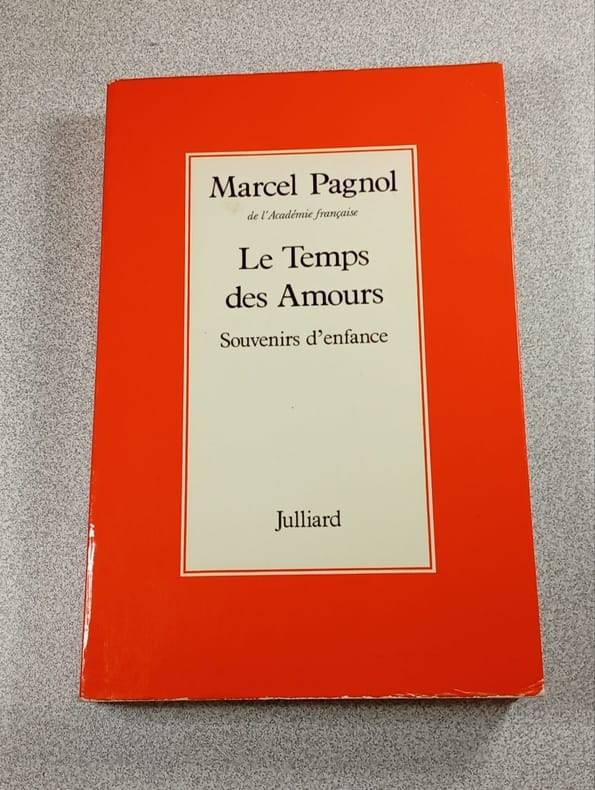 Marcel Pagnol
de l'Académie française
Le Temps
des Amours
Souvenirs d'enfance
Julliard